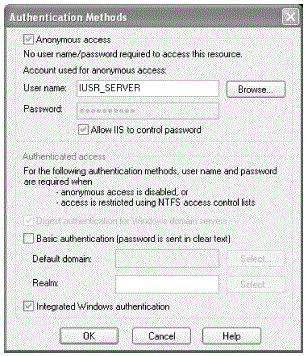 Authentication Methods
Anonymous access
No user name/password required to access this resource.
Account used for anonymous access:
User name: IUSR_SERVER Browse...
Password: ••••••••••
Allow IIS to control password
Authenticated access
For the following authentication methods, user name and password
are required when
- anonymous access is disabled, or
- access is restricted using NTFS access control lists
Digest authentication for Windows domain servers
Basic authentication (password is sent in clear text)
Default domain: Select...
Realm: Select...
Integrated Windows authentication
OK Cancel Help